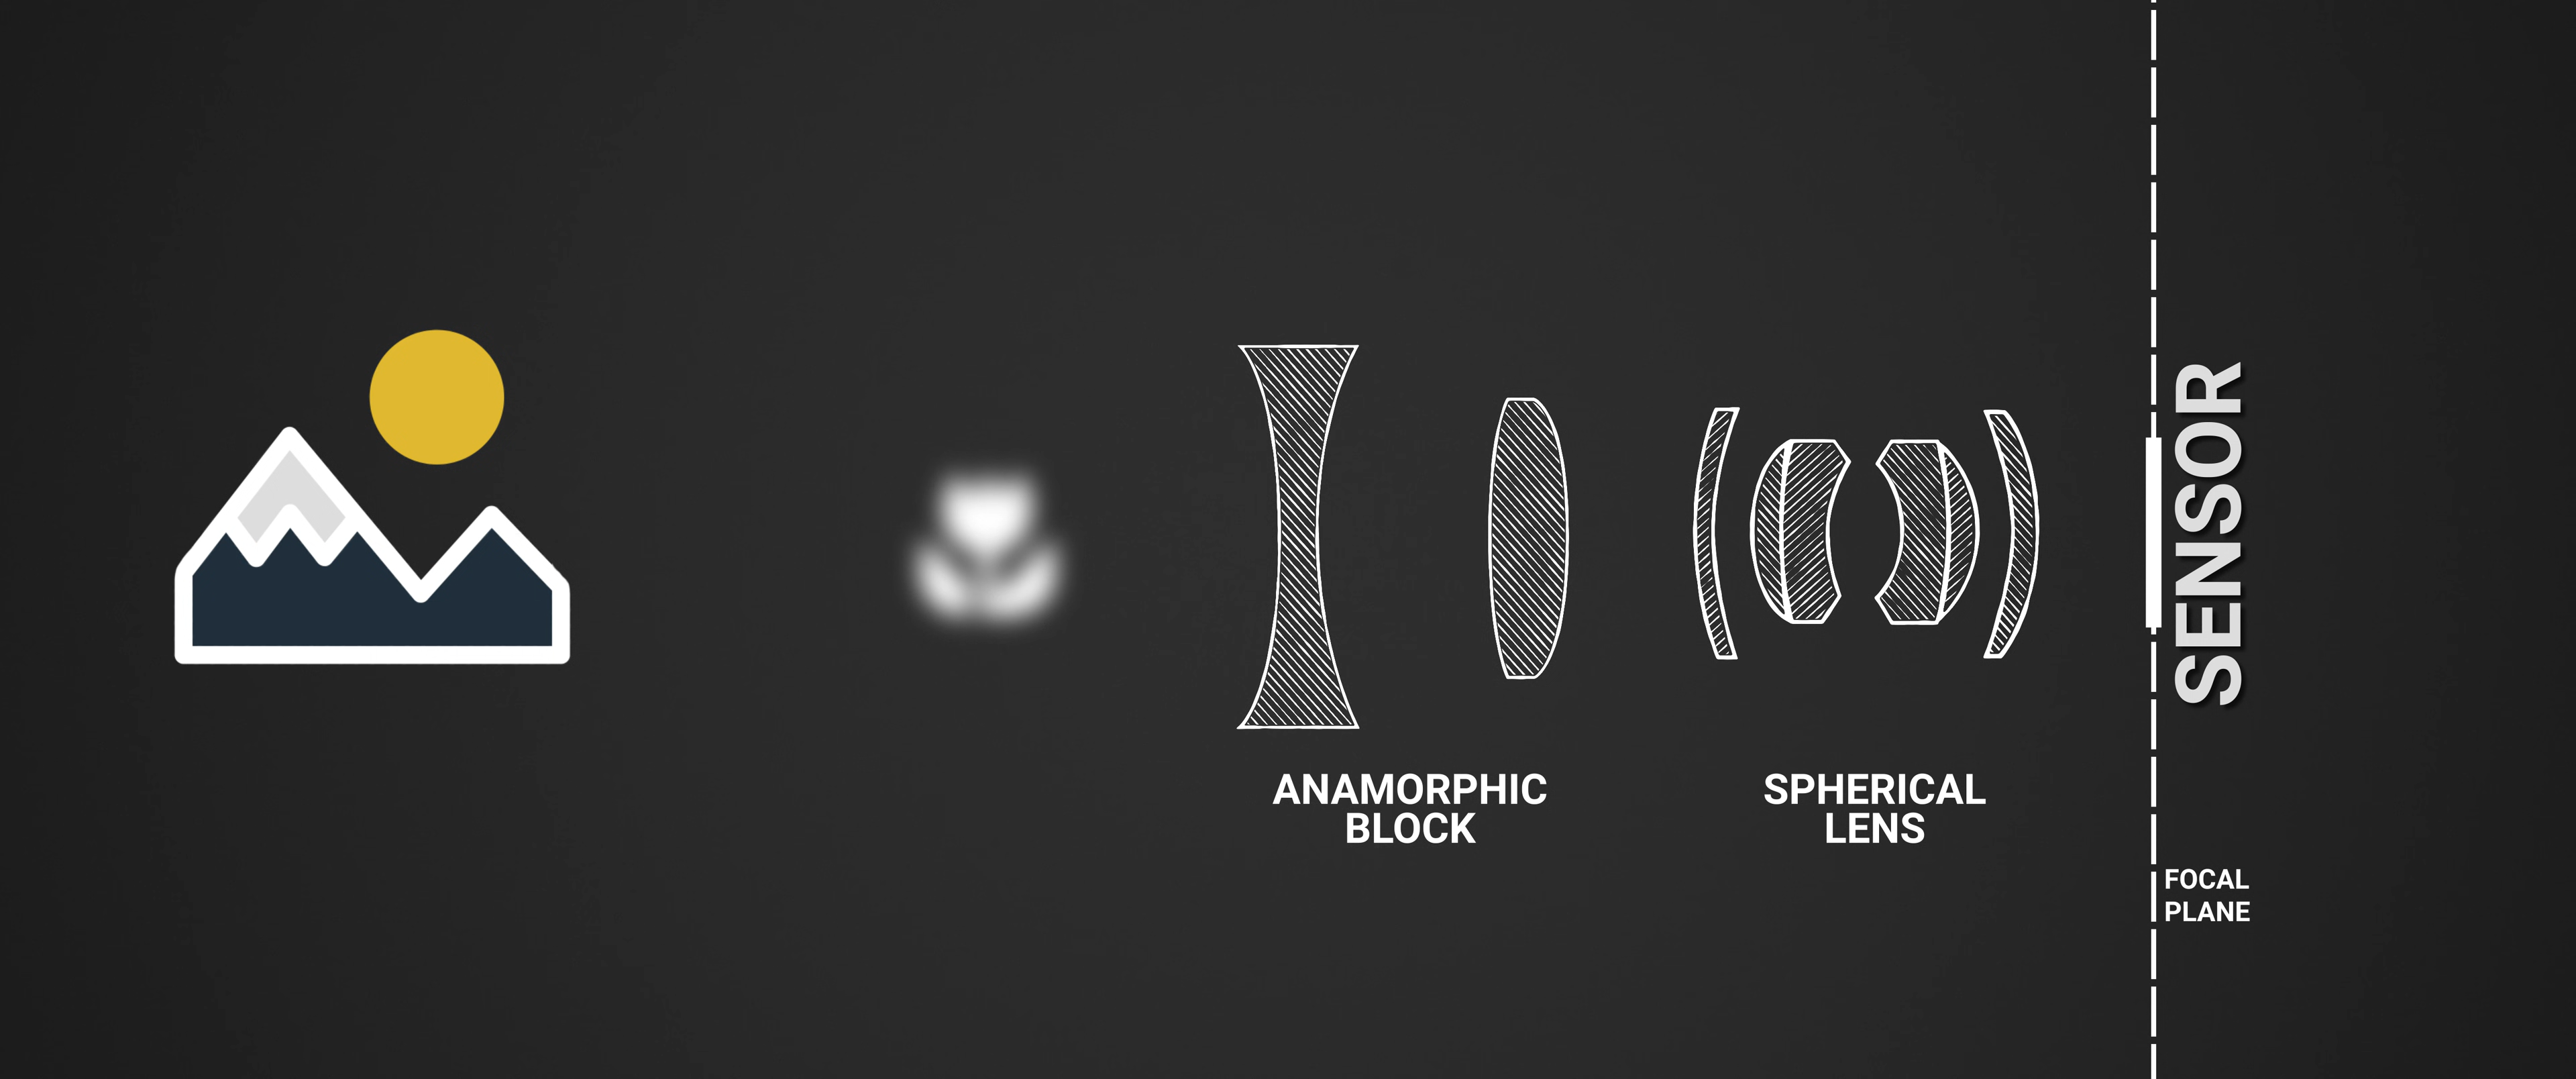 ANAMORPHIC
BLOCK
SPHERICAL
LENS
SENSOR
FOCAL
PLANE